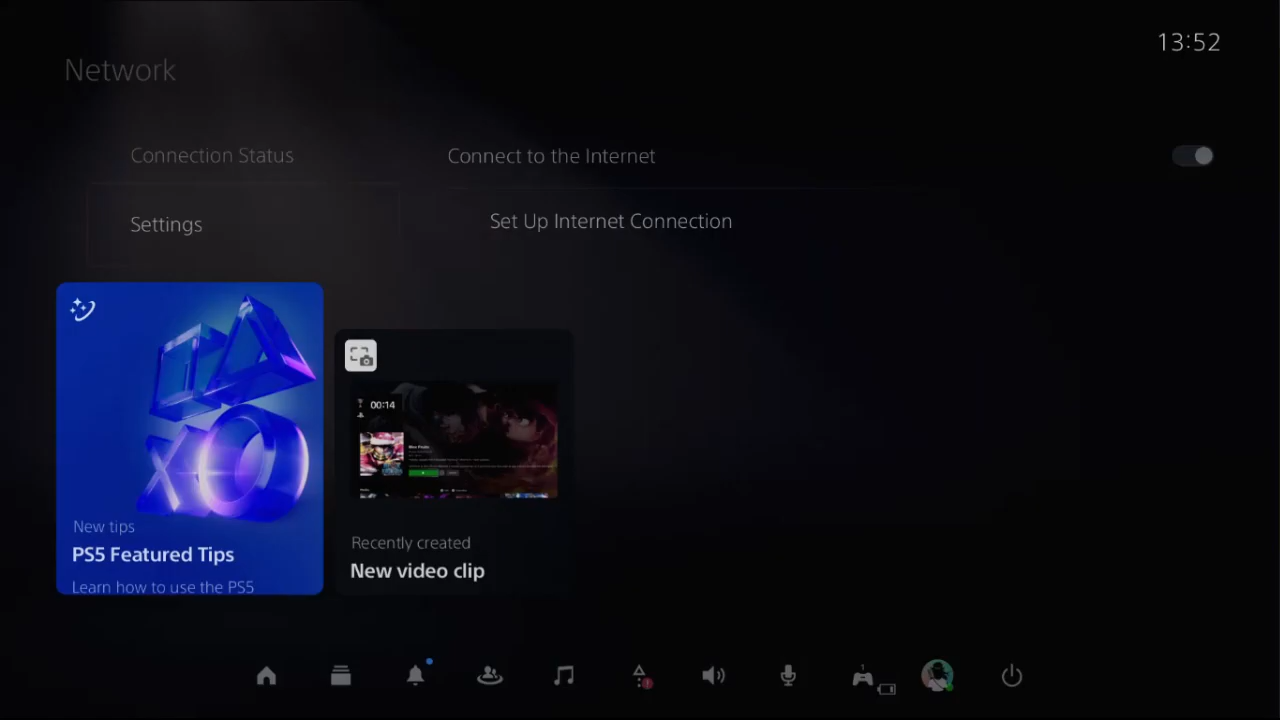 13:52
Network
Connection Status
Connect to the Internet
Settings
Set Up Internet Connection
00:14
New tips
PS5 Featured Tips
Learn how to use the PS5
Recently created
New video clip
1